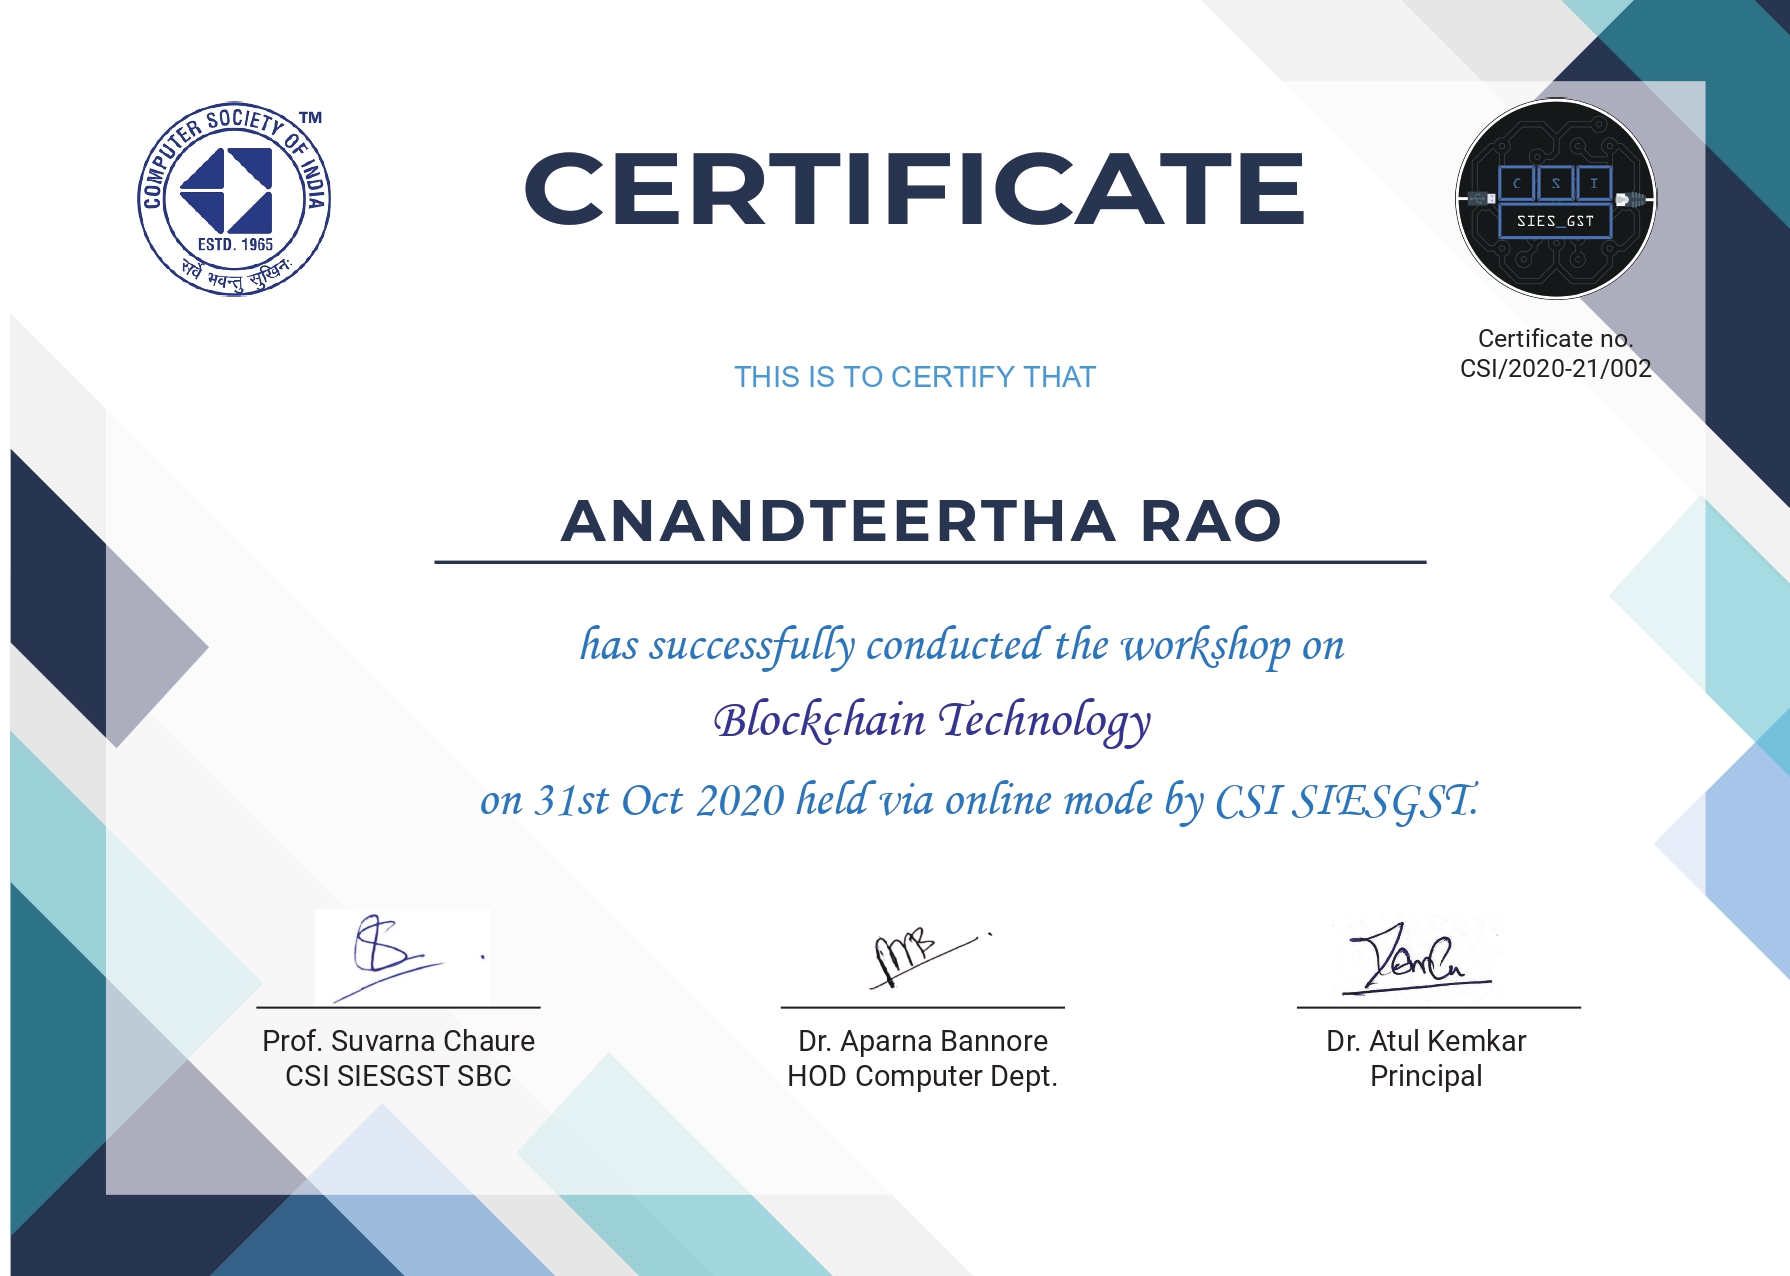 COMPUTER SOCIETY OF INDIA
TM
ESTD. 1965
सर्वे भवन्तु सुखिनः
CERTIFICATE
C S I
SIES_GST
Certificate no.
CSI/2020-21/002
THIS IS TO CERTIFY THAT
ANANDTEERTHA RAO
has successfully conducted the workshop on
Blockchain Technology
on 31st Oct 2020 held via online mode by CSI SIESGST.
Prof. Suvarna Chaure
CSI SIESGST SBC
Dr. Aparna Bannore
HOD Computer Dept.
Dr. Atul Kemkar
Principal